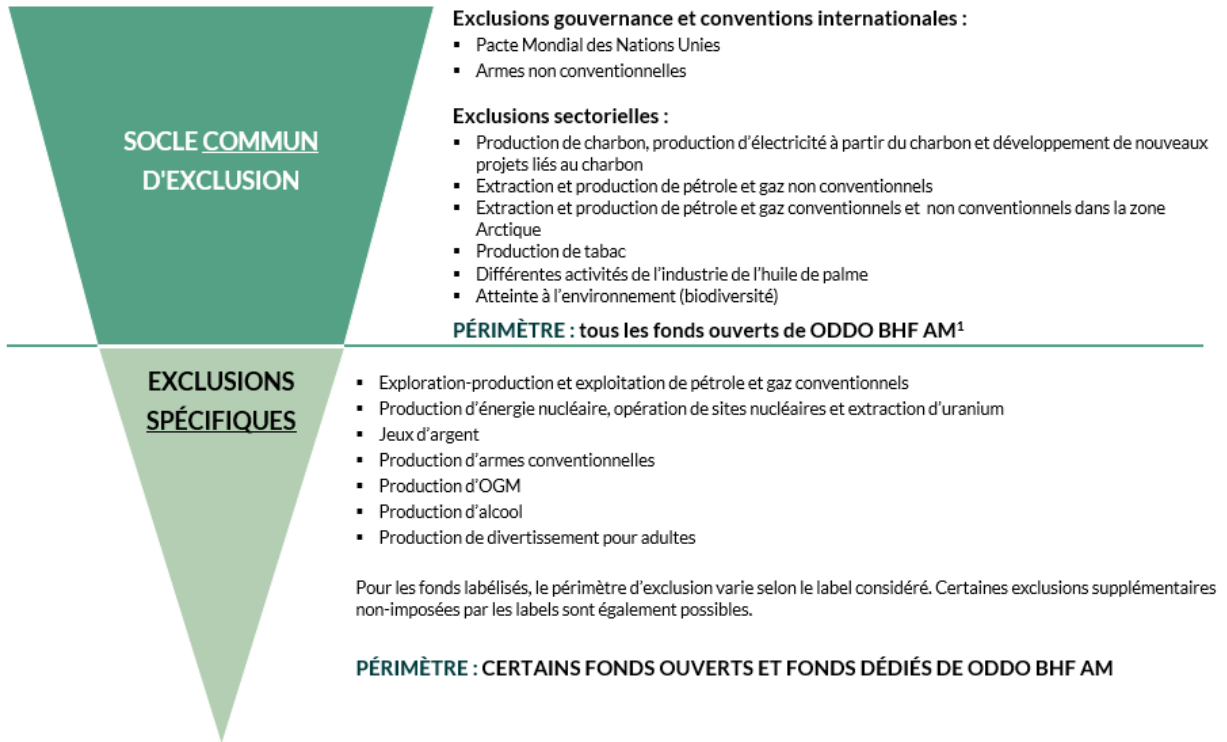 Exclusions gouvernance et conventions internationales :
▪ Pacte Mondial des Nations Unies
▪ Armes non conventionnelles
SOCLE COMMUN
D'EXCLUSION
Exclusions sectorielles :
▪ Production de charbon, production d'électricité à partir du charbon et développement de nouveaux
projets liés au charbon
▪ Extraction et production de pétrole et gaz non conventionnels
▪ Extraction et production de pétrole et gaz conventionnels et non conventionnels dans la zone
Arctique
▪ Production de tabac
▪ Différentes activités de l'industrie de l'huile de palme
▪ Atteinte à l'environnement (biodiversité)
PÉRIMÈTRE : tous les fonds ouverts de ODDO BHF AM¹
EXCLUSIONS
SPÉCIFIQUES
▪ Exploration-production et exploitation de pétrole et gaz conventionnels
▪ Production d'énergie nucléaire, opération de sites nucléaires et extraction d'uranium
▪ Jeux d'argent
▪ Production d'armes conventionnelles
▪ Production d'OGM
▪ Production d'alcool
▪ Production de divertissement pour adultes
Pour les fonds labélisés, le périmètre d'exclusion varie selon le label considéré. Certaines exclusions supplémentaires
non-imposées par les labels sont également possibles.
PÉRIMÈTRE : CERTAINS FONDS OUVERTS ET FONDS DÉDIÉS DE ODDO BHF AM